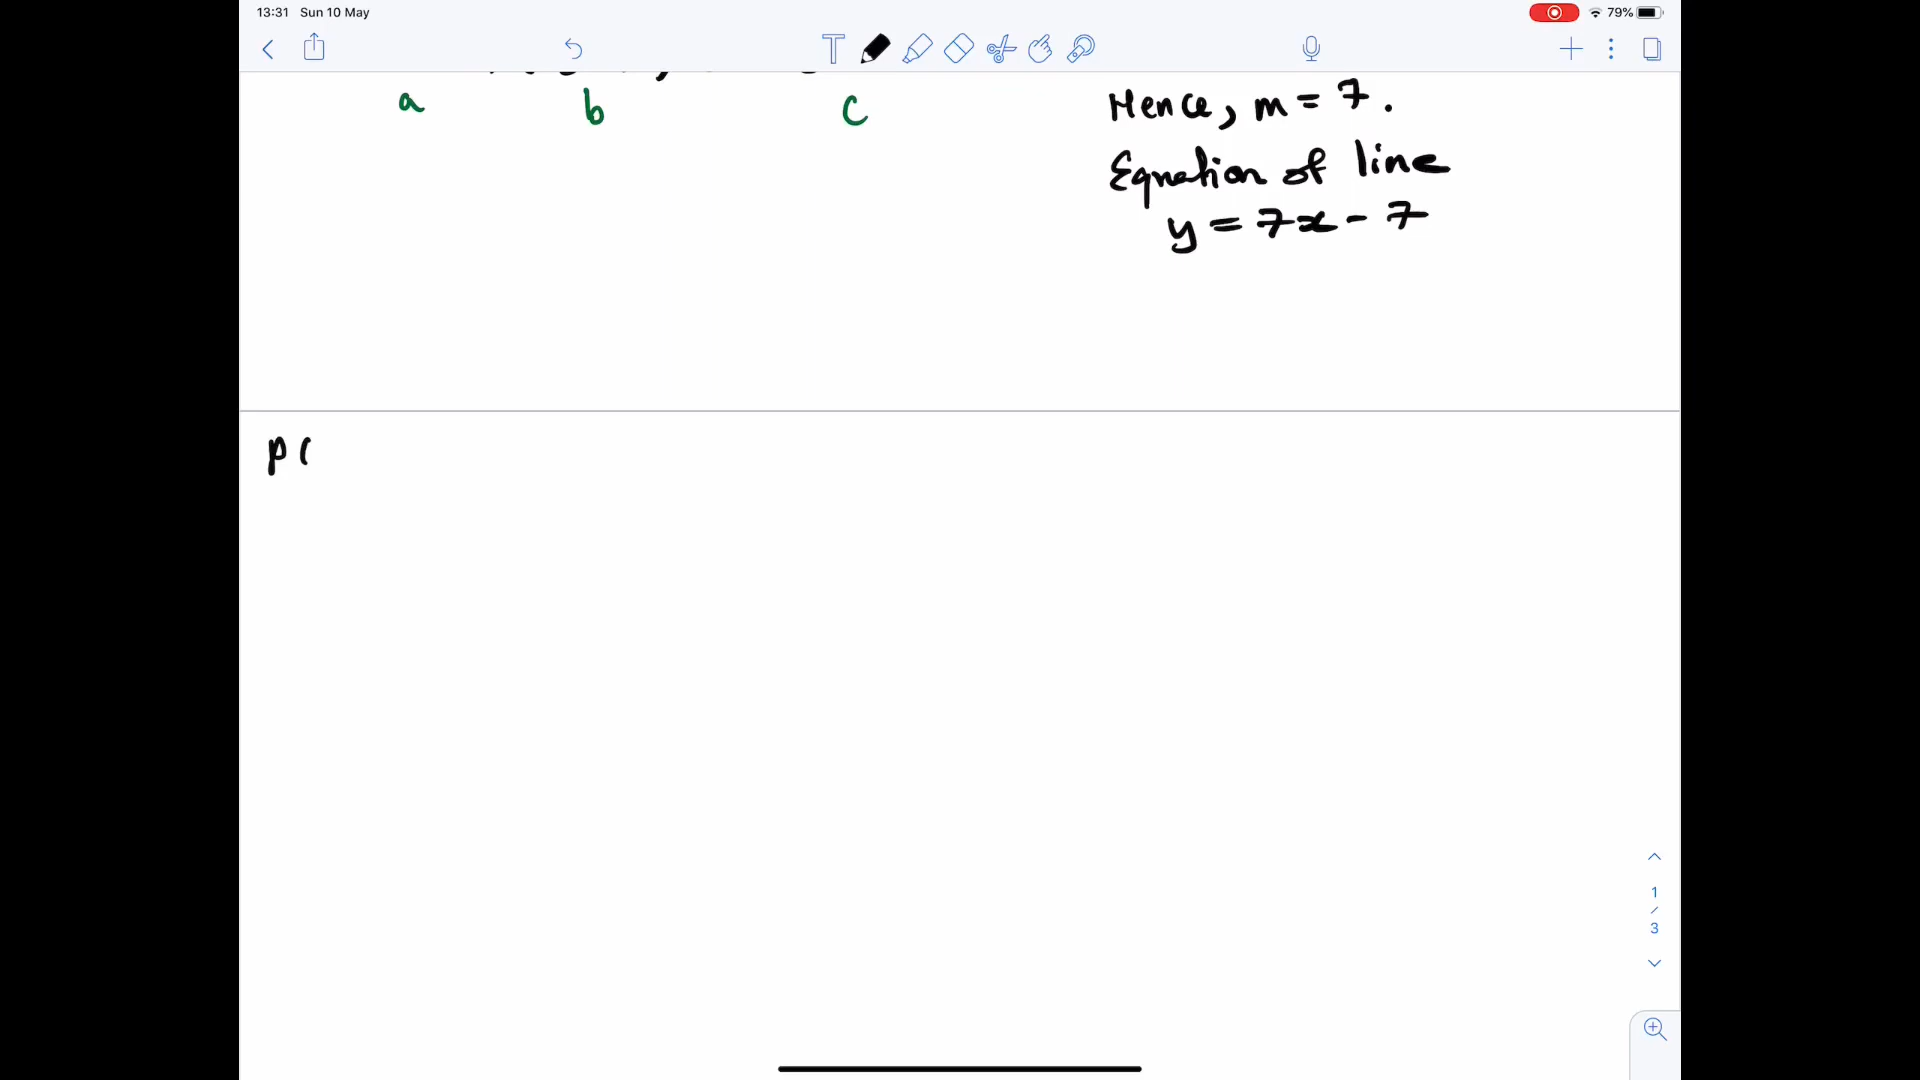 13:31 Sun 10 May
79%
T
a b c
Hence, m = 7.
Equation of line
y = 7x - 7
p(
1
/
3